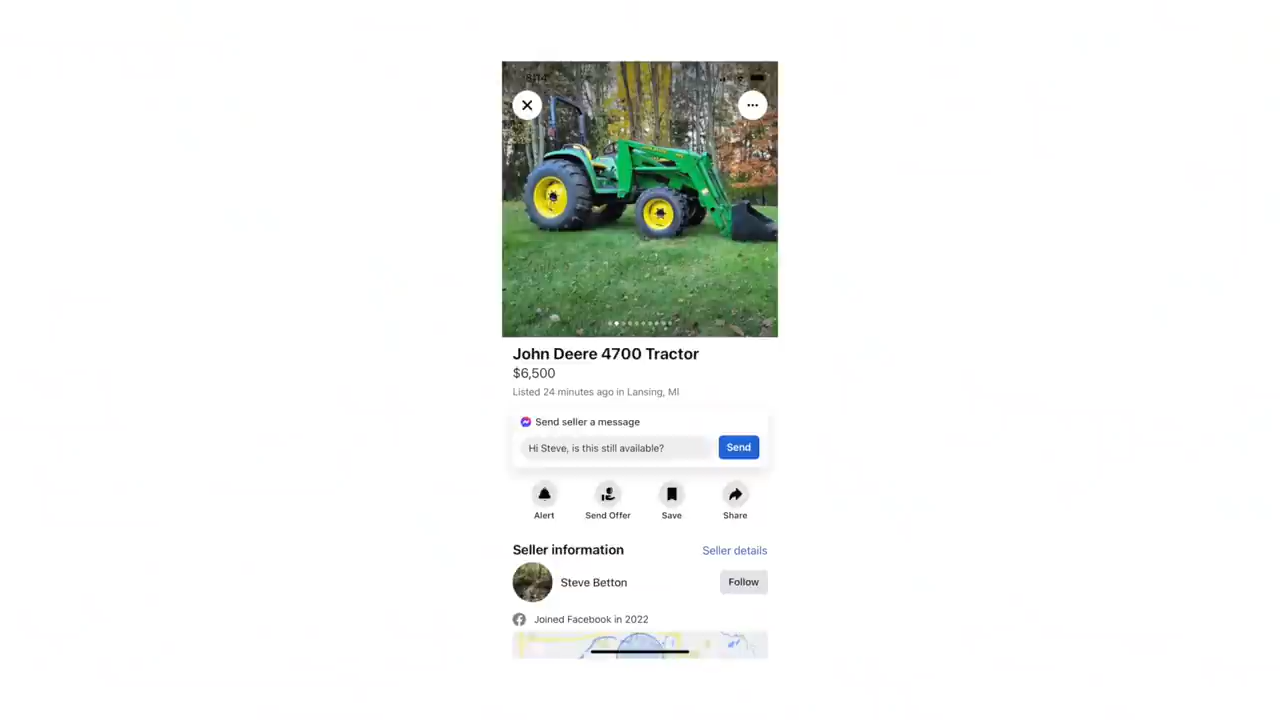 8:14
John Deere 4700 Tractor
$6,500
Listed 24 minutes ago in Lansing, MI
Send seller a message
Hi Steve, is this still available?
Send
Alert
Send Offer
Save
Share
Seller information
Seller details
Steve Betton
Follow
Joined Facebook in 2022